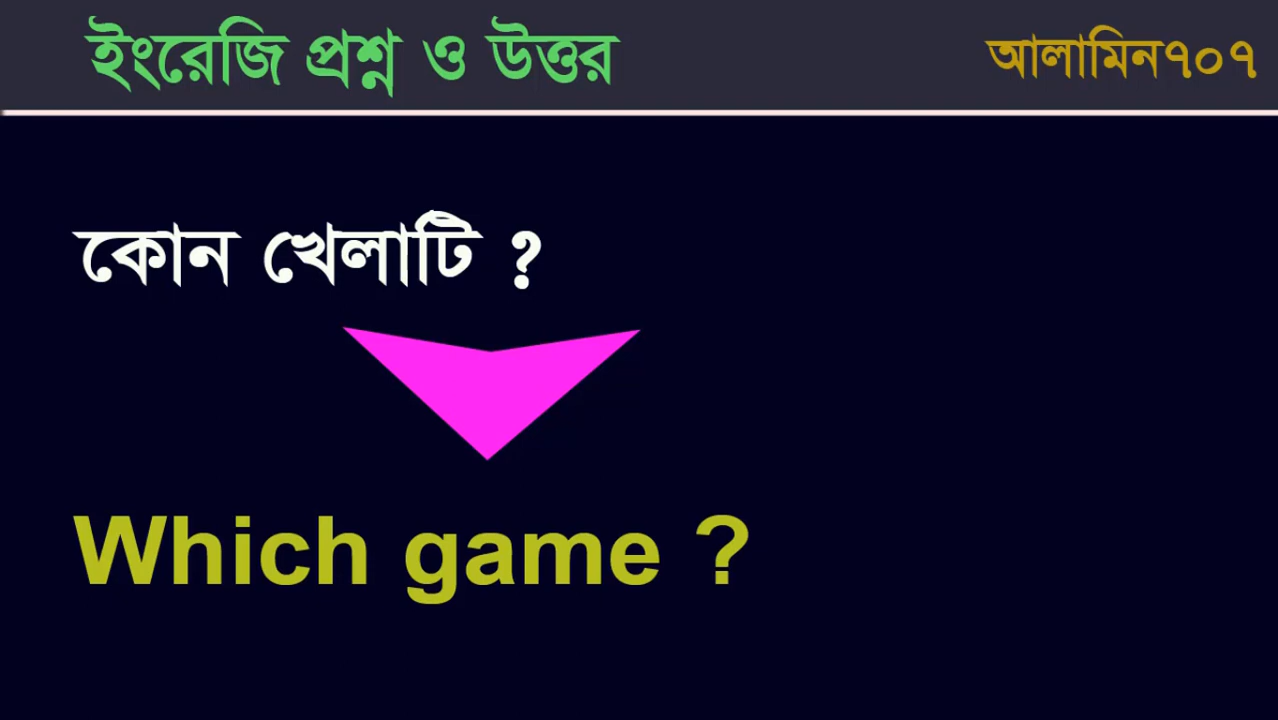 ইংরেজি প্রশ্ন ও উত্তর
আলামিন৭০৭
কোন খেলাটি ?
Which game ?